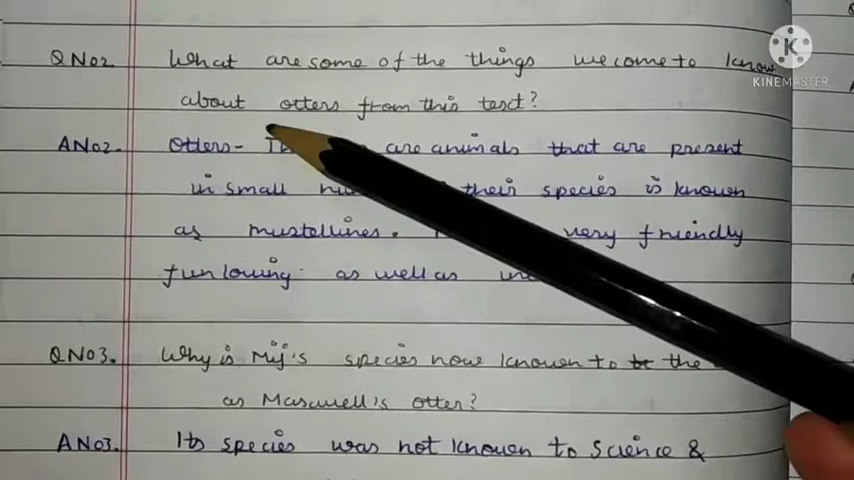 K
KINEMASTER
QNO2 What are some of the things we come to know
about otters from this text?
ANO2. Otters- are animals that are present
in small their species is known
as mustellines. very friendly
fun loving as well as
QNO3. Why is Mij's species now known to the
as Maxwell's otter?
ANO3. Its species was not known to science &